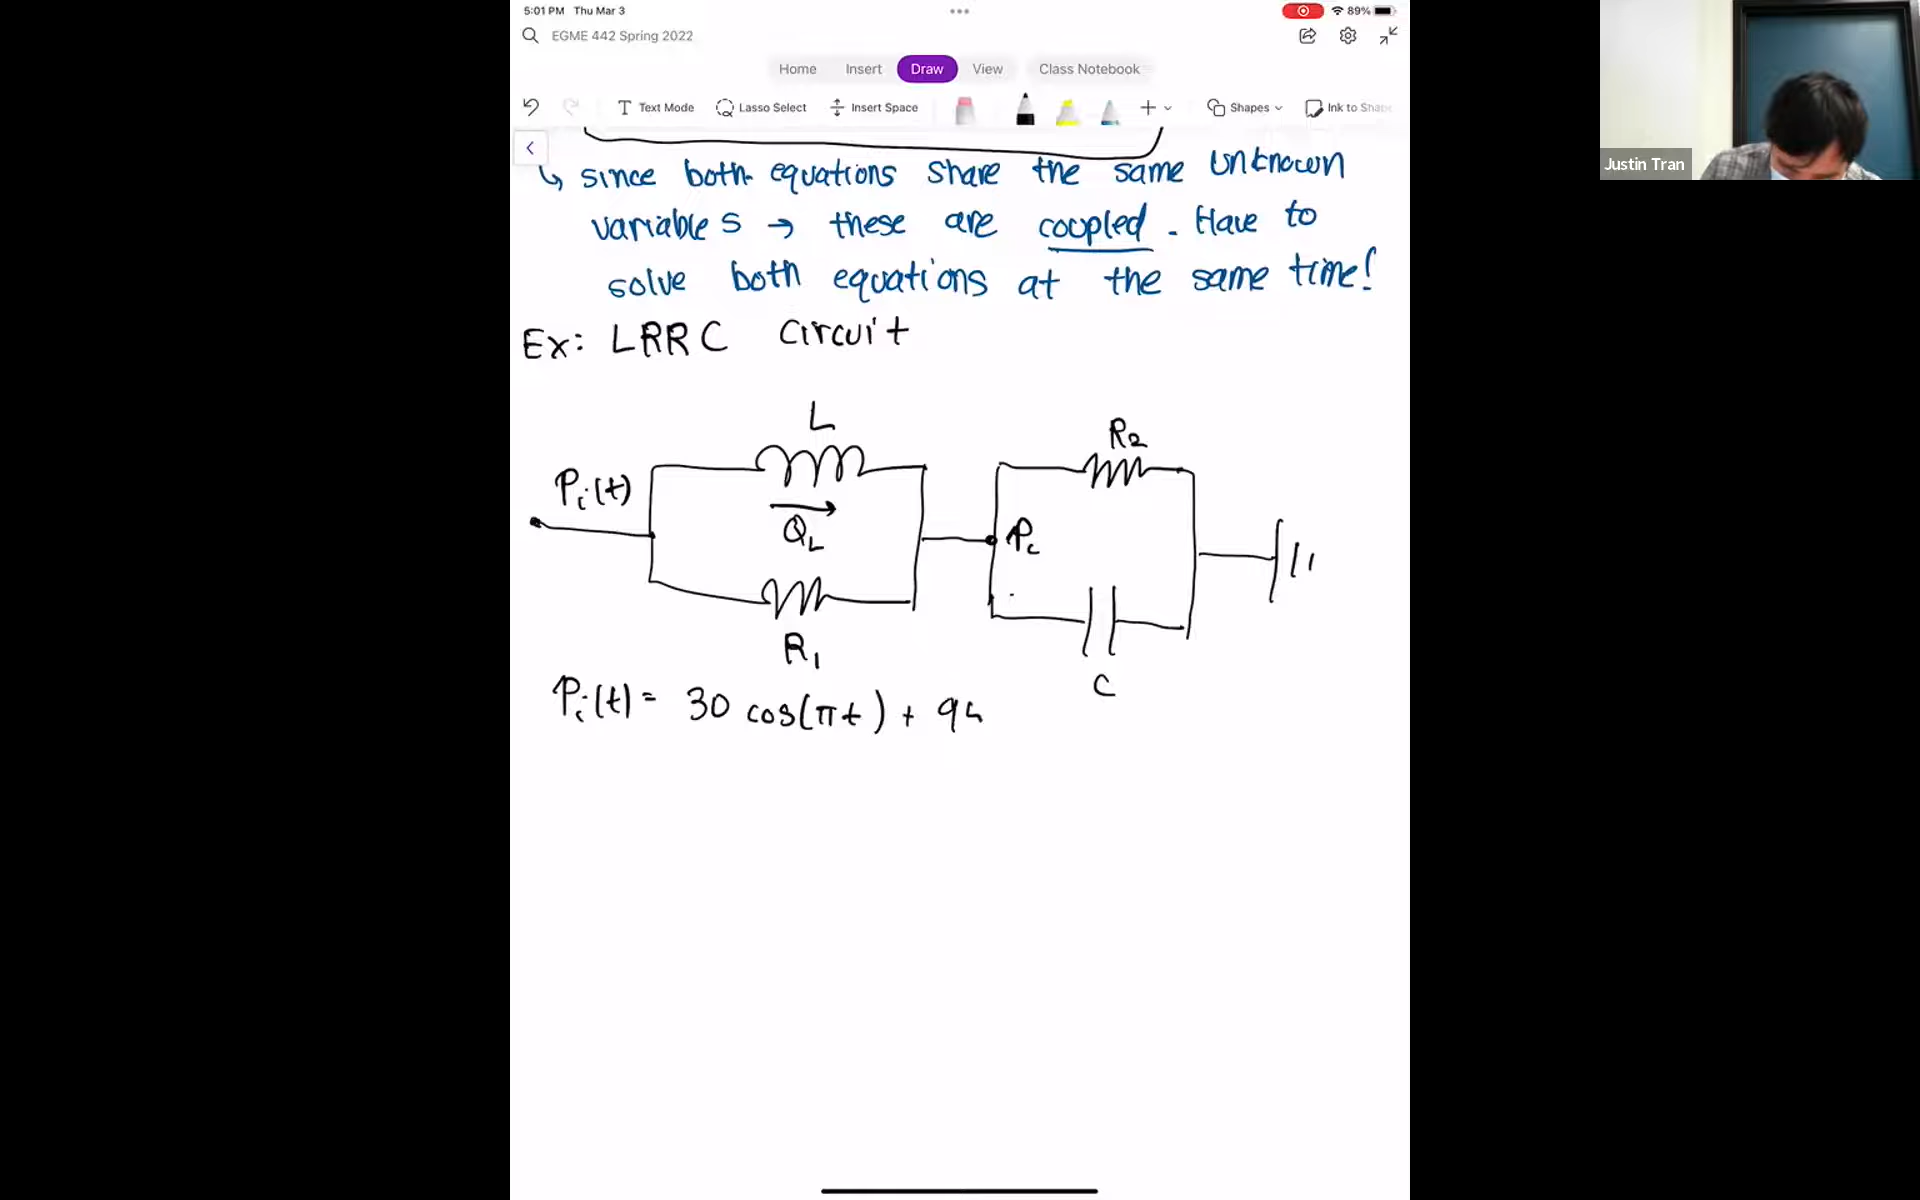 5:01 PM Thu Mar 3
89%
EGME 442 Spring 2022
Home Insert Draw View Class Notebook
Text Mode Lasso Select Insert Space Shapes Ink to Shape
Justin Tran
↳ since both equations share the same unknown
variables → these are coupled. Have to
solve both equations at the same time!
Ex: LRRC Circuit
L
R₂
Pᵢ(t)
Q_L
P_c
R₁
C
Pᵢ(t) = 30 cos(πt) +